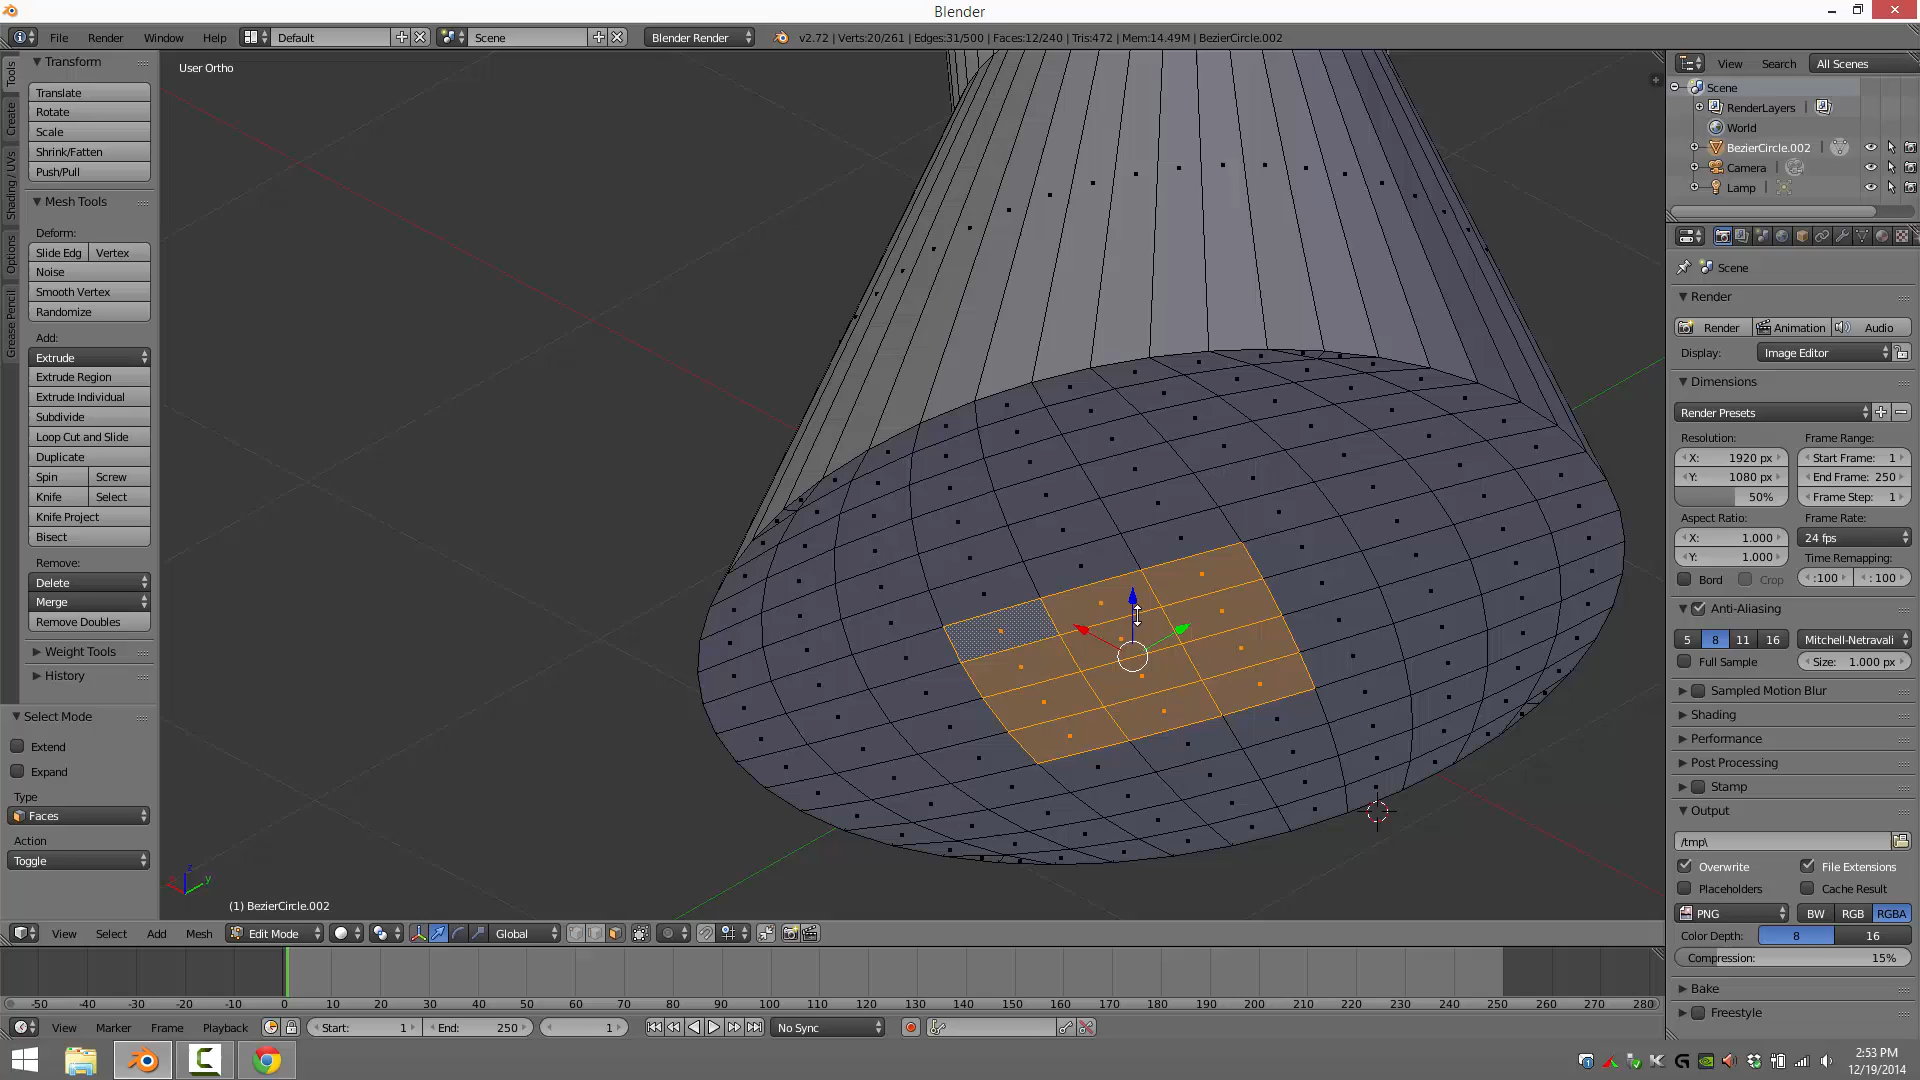 Blender
File Render Window Help Default Scene Blender Render v2.72 | Verts:20/261 | Edges:31/500 | Faces:12/240 | Tris:472 | Mem:14.49M | BezierCircle.002
Tools
Create
Shading / UVs
Options
Grease Pencil
Transform
Translate
Rotate
Scale
Shrink/Fatten
Push/Pull
Mesh Tools
Deform:
Slide Edg Vertex
Noise
Smooth Vertex
Randomize
Add:
Extrude
Extrude Region
Extrude Individual
Subdivide
Loop Cut and Slide
Duplicate
Spin Screw
Knife Select
Knife Project
Bisect
Remove:
Delete
Merge
Remove Doubles
Weight Tools
History
Select Mode
Extend
Expand
Type
Faces
Action
Toggle
User Ortho
z
y
(1) BezierCircle.002
View Select Add Mesh Edit Mode Global
View Search All Scenes
Scene
RenderLayers |
World
BezierCircle.002 |
Camera |
Lamp |
Scene
Render
Render Animation Audio
Display: Image Editor
Dimensions
Render Presets
Resolution: Frame Range:
X: 1920 px Start Frame: 1
Y: 1080 px End Frame: 250
50% Frame Step: 1
Aspect Ratio: Frame Rate:
X: 1.000 24 fps
Y: 1.000 Time Remapping:
Bord Crop :100 :100
Anti-Aliasing
5 8 11 16 Mitchell-Netravali
Full Sample Size: 1.000 px
Sampled Motion Blur
Shading
Performance
Post Processing
Stamp
Output
/tmp\
Overwrite File Extensions
Placeholders Cache Result
PNG BW RGB RGBA
Color Depth: 8 16
Compression: 15%
Bake
Freestyle
-50 -40 -30 -20 -10 0 10 20 30 40 50 60 70 80 90 100 110 120 130 140 150 160 170 180 190 200 210 220 230 240 250 260 270 280
View Marker Frame Playback Start: 1 End: 250 1 No Sync
2:53 PM
12/19/2014